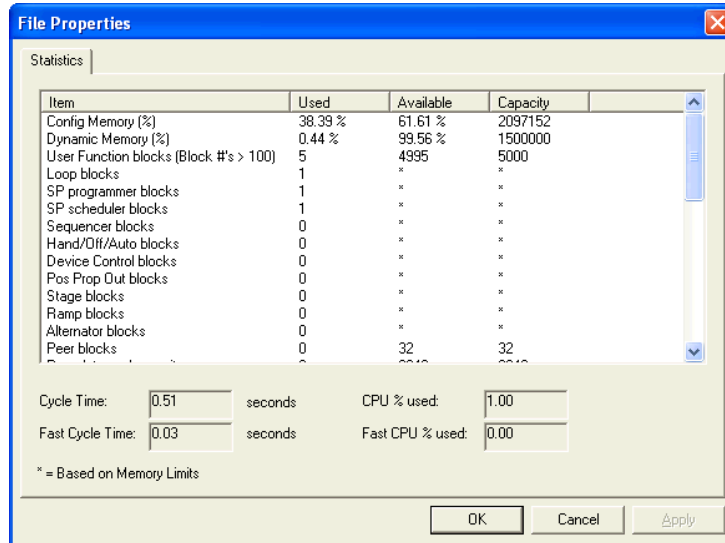 File Properties
Statistics
Item Used Available Capacity
Config Memory (%) 38.39 % 61.61 % 2097152
Dynamic Memory (%) 0.44 % 99.56 % 1500000
User Function blocks (Block #'s > 100) 5 4995 5000
Loop blocks 1 * *
SP programmer blocks 1 * *
SP scheduler blocks 1 * *
Sequencer blocks 0 * *
Hand/Off/Auto blocks 0 * *
Device Control blocks 0 * *
Pos Prop Out blocks 0 * *
Stage blocks 0 * *
Ramp blocks 0 * *
Alternator blocks 0 * *
Peer blocks 0 32 32
Cycle Time: 0.51 seconds CPU % used: 1.00
Fast Cycle Time: 0.03 seconds Fast CPU % used: 0.00
* = Based on Memory Limits
OK Cancel Apply